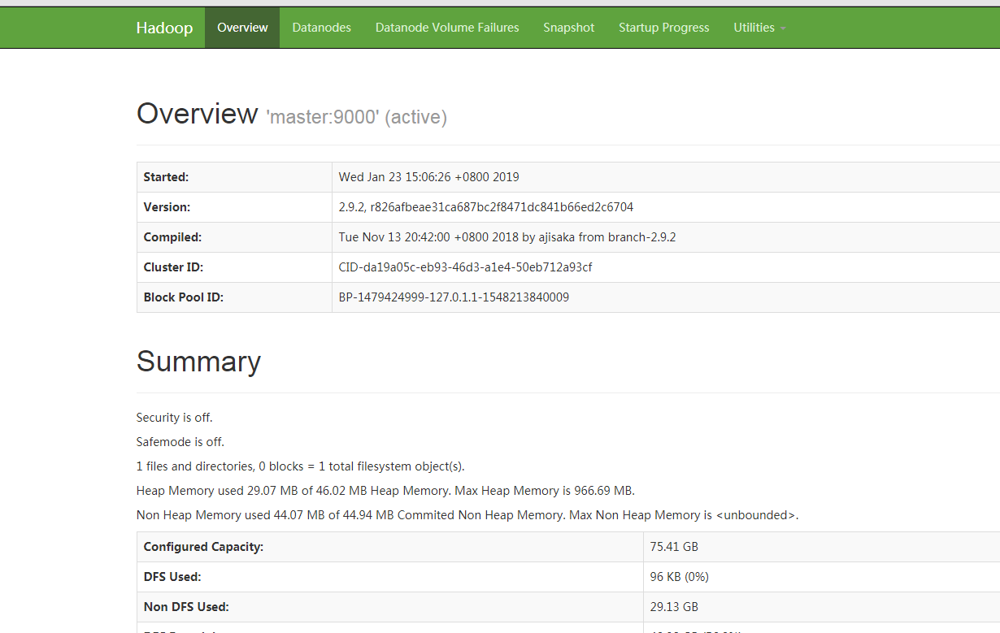 Hadoop Overview Datanodes Datanode Volume Failures Snapshot Startup Progress Utilities
Overview 'master:9000' (active)
Started: Wed Jan 23 15:06:26 +0800 2019
Version: 2.9.2, r826afbeae31ca687bc2f8471dc841b66ed2c6704
Compiled: Tue Nov 13 20:42:00 +0800 2018 by ajisaka from branch-2.9.2
Cluster ID: CID-da19a05c-eb93-46d3-a1e4-50eb712a93cf
Block Pool ID: BP-1479424999-127.0.1.1-1548213840009
Summary
Security is off.
Safemode is off.
1 files and directories, 0 blocks = 1 total filesystem object(s).
Heap Memory used 29.07 MB of 46.02 MB Heap Memory. Max Heap Memory is 966.69 MB.
Non Heap Memory used 44.07 MB of 44.94 MB Commited Non Heap Memory. Max Non Heap Memory is <unbounded>.
Configured Capacity: 75.41 GB
DFS Used: 96 KB (0%)
Non DFS Used: 29.13 GB